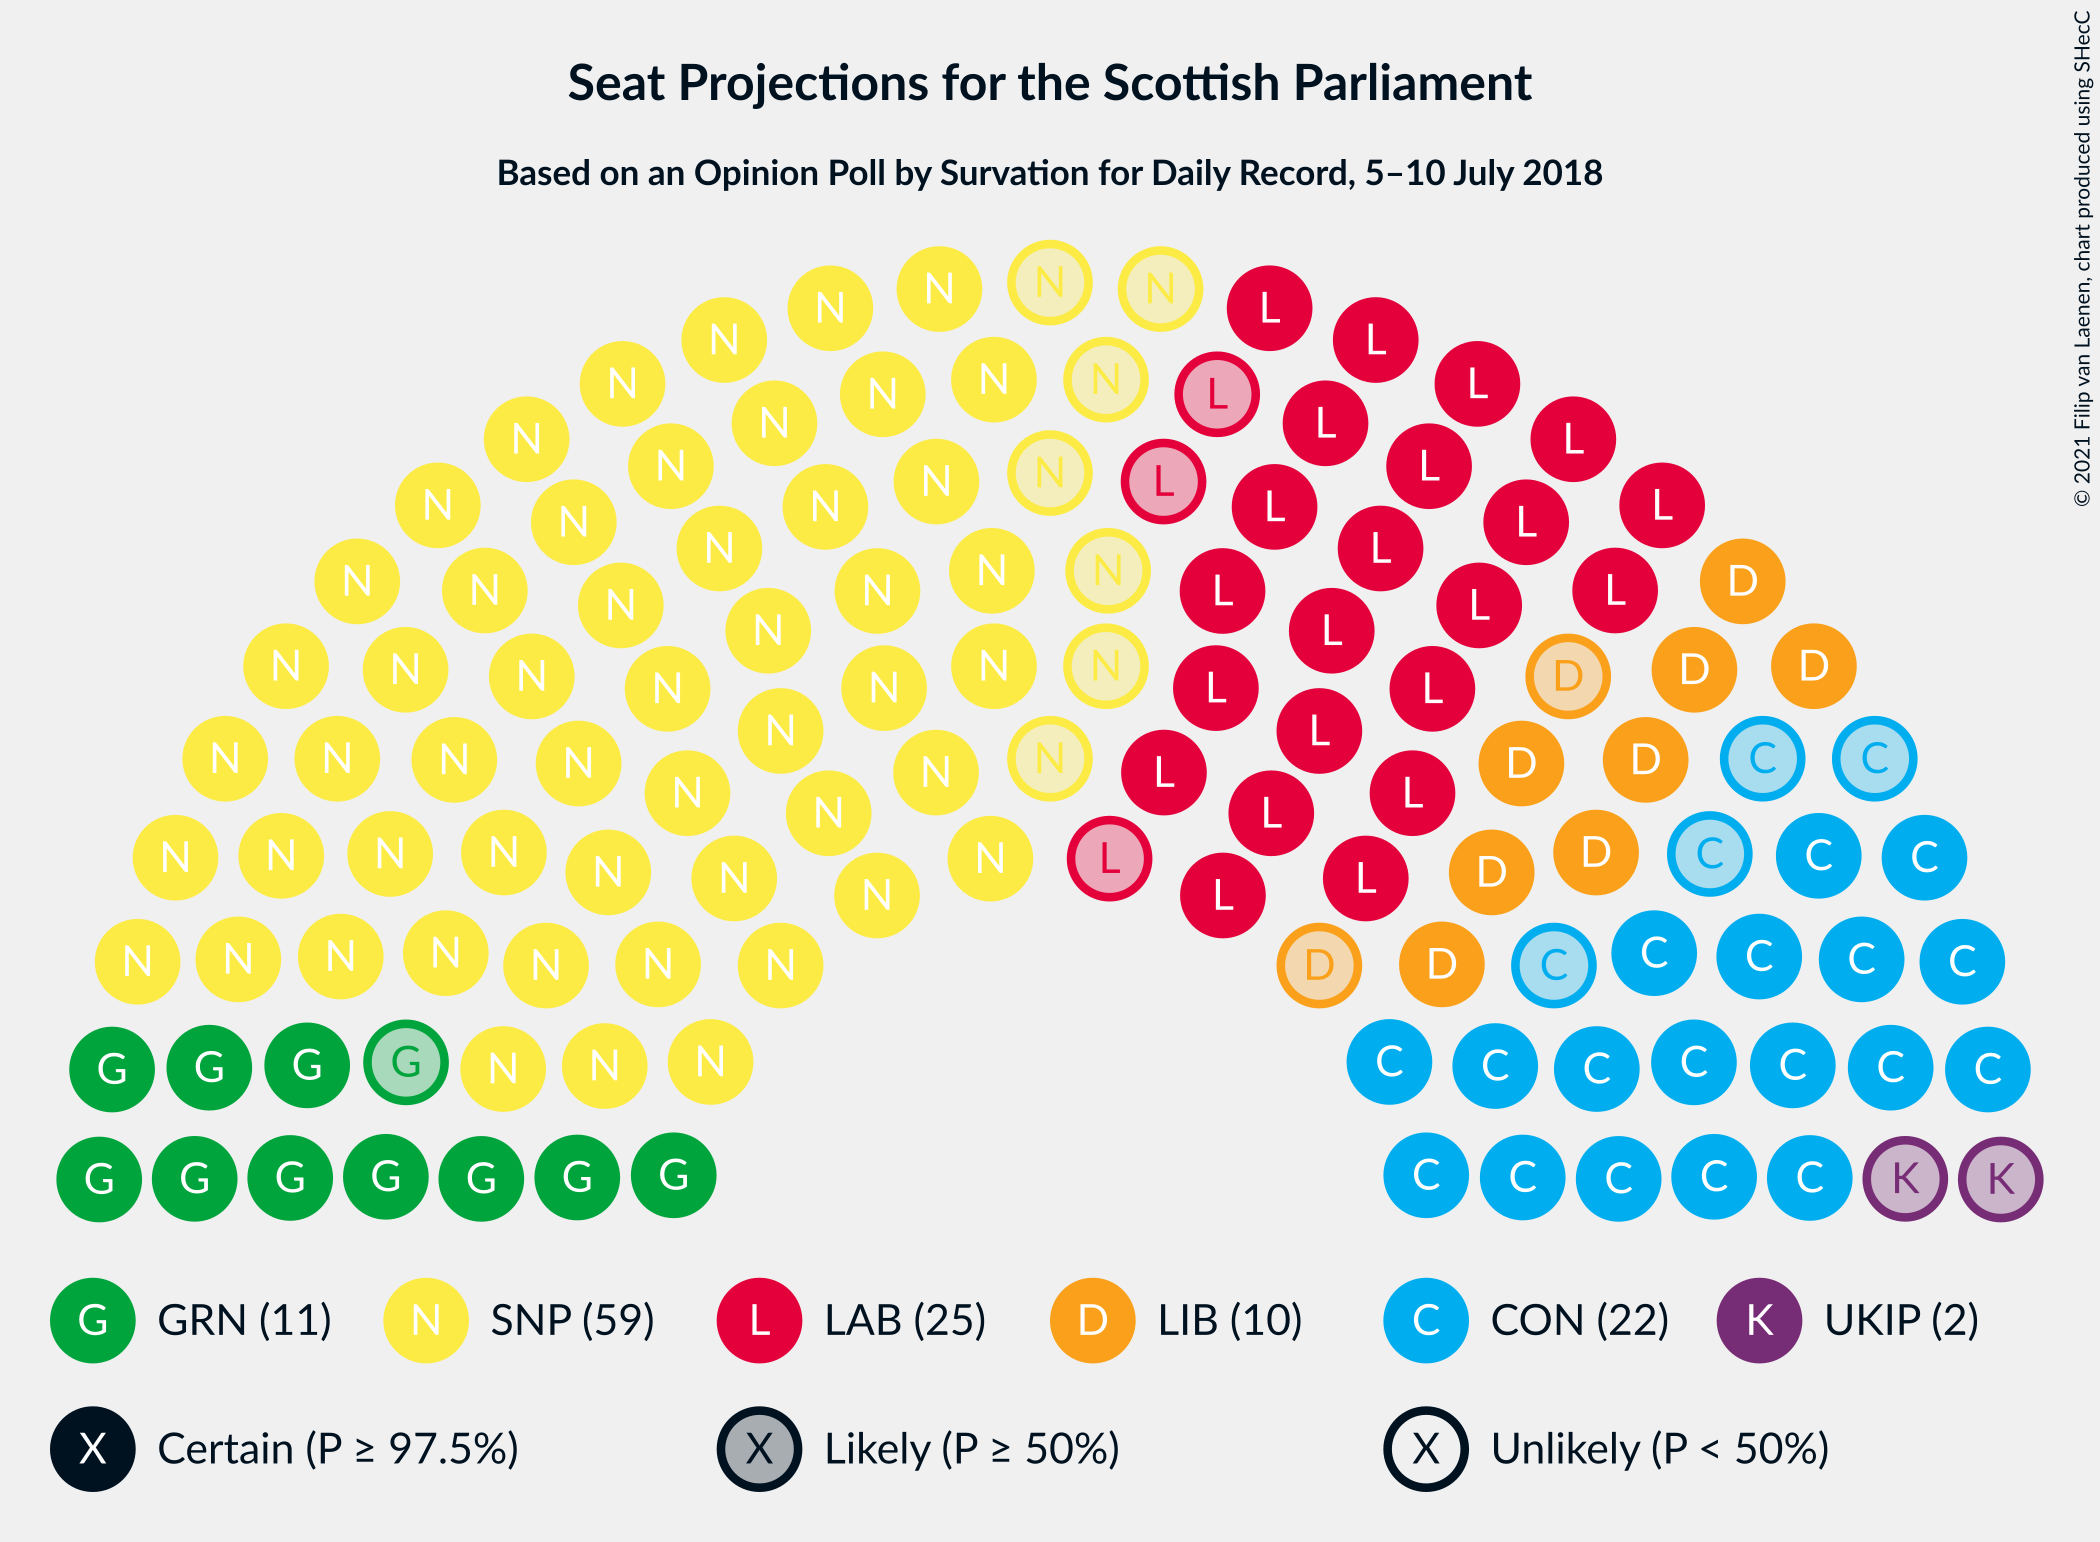 Seat Projections for the Scottish Parliament
Based on an Opinion Poll by Survation for Daily Record, 5–10 July 2018
© 2021 Filip van Laenen, chart produced using SHecC
N N N N N L L
N N N N L L L
N N N L L L L
N N N N L L L L
N N N N N L L L L
N N N N L L D
N N N N L L L
N N N N N N L L D D D
N N N L L
N N N N N N L L D D C C
N N L L
N N N N N N N L D D C C C
N N L L L
N N N N N N N D D C C C C C
G G G G N N N C C C C C C C
G G G G G G G C C C C C K K
G GRN (11) N SNP (59) L LAB (25) D LIB (10) C CON (22) K UKIP (2)
X Certain (P ≥ 97.5%) X Likely (P ≥ 50%) X Unlikely (P < 50%)